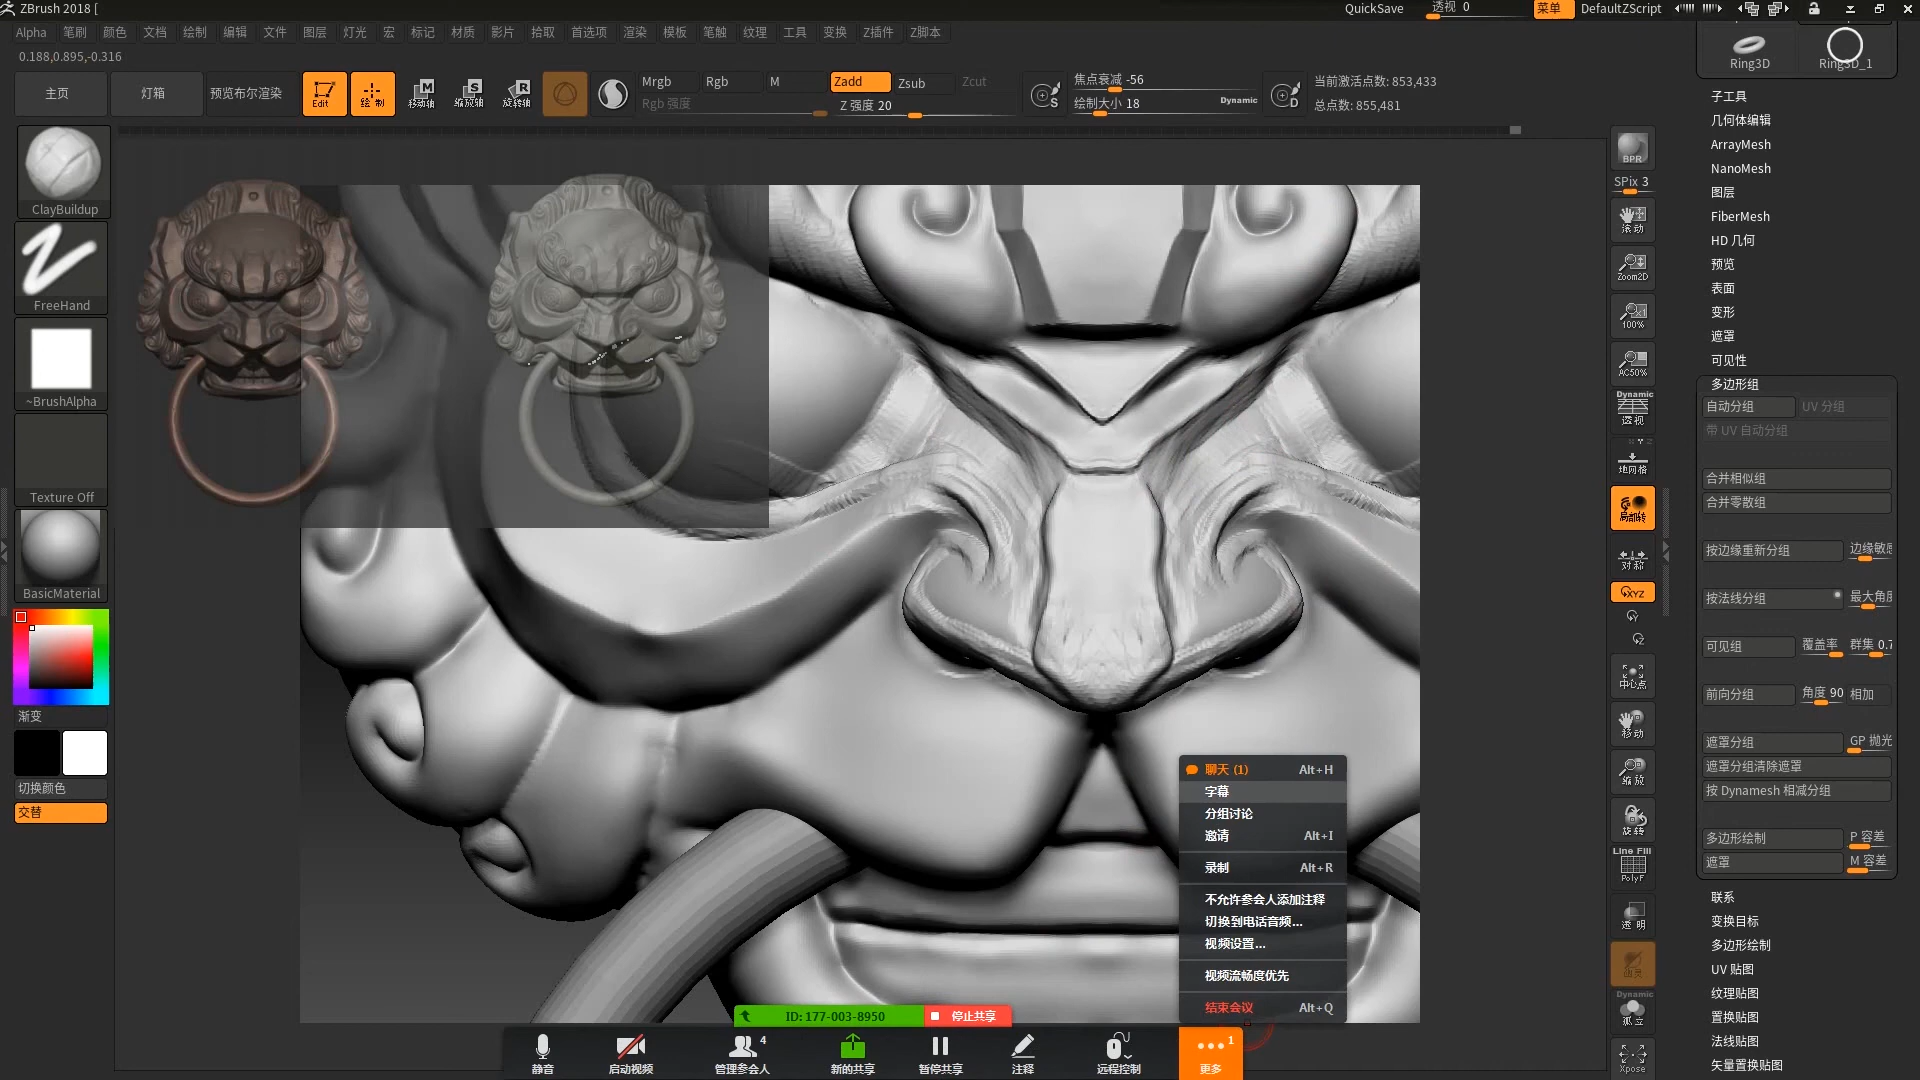 ZBrush 2018 [
QuickSave
透视 0
菜单
DefaultZScript
Alpha 笔刷 颜色 文档 绘制 编辑 文件 图层 灯光 宏 标记 材质 影片 拾取 首选项 渲染 模板 笔触 纹理 工具 变换 Z插件 Z脚本
0.188,0.895,-0.316
主页
灯箱
预览布尔渲染
Edit
绘制
移动轴
缩放轴
旋转轴
Mrgb Rgb M Zadd Zsub Zcut
Rgb 强度
Z 强度 20
焦点衰减 -56
绘制大小 18
Dynamic
当前激活点数: 853,433
总点数: 855,481
ClayBuildup
FreeHand
~BrushAlpha
Texture Off
BasicMaterial
渐变
切换颜色
交替
BPR
SPix 3
滚动
Zoom2D
100%
AC50%
Dynamic
透视
地网格
局部转
对称
XYZ
中心点
移动
缩放
旋转
Line Fill
PolyF
透明
Dynamic
孤立
Xpose
Ring3D
Ring3D_1
子工具
几何体编辑
ArrayMesh
NanoMesh
图层
FiberMesh
HD 几何
预览
表面
变形
遮罩
可见性
多边形组
自动分组 UV 分组
带 UV 自动分组
合并相似组
合并零散组
按边缘重新分组 边缘敏
按法线分组 最大角
可见组 覆盖率 群集 0.7
前向分组 角度 90 相加
遮罩分组 GP 抛光
遮罩分组清除遮罩
按 Dynamesh 相减分组
多边形绘制 P 容差
遮罩 M 容差
联系
变换目标
多边形绘制
UV 贴图
纹理贴图
置换贴图
法线贴图
矢量置换贴图
聊天 (1) Alt+H
字幕
分组讨论
邀请 Alt+I
录制 Alt+R
不允许参会人添加注释
切换到电话音频...
视频设置...
视频流畅度优先
结束会议 Alt+Q
ID: 177-003-8950
停止共享
静音
启动视频
4
管理参会人
新的共享
暂停共享
注释
远程控制
1
更多